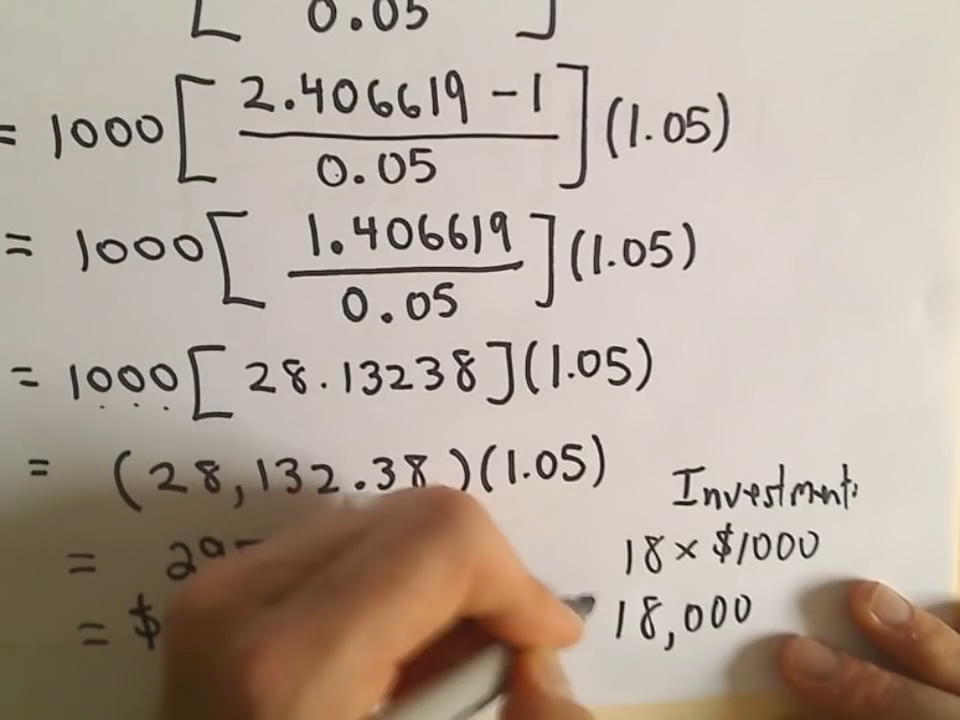 [ 0.05 ]
= 1000 [ 2.406619 - 1 / 0.05 ] (1.05)
= 1000 [ 1.406619 / 0.05 ] (1.05)
= 1000 [ 28.13238 ] (1.05)
= (28,132.38) (1.05)
Investment:
= 29
18 x $1000
= $
18,000